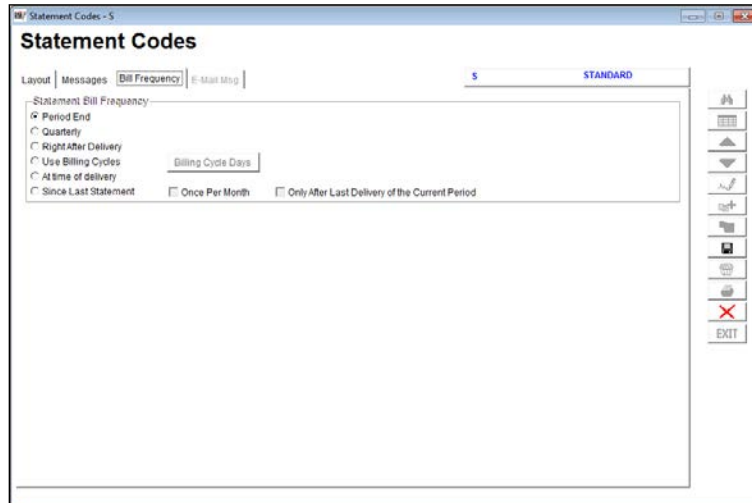 Statement Codes - S
Statement Codes
Layout Messages Bill Frequency E-Mail Msg S STANDARD
Statement Bill Frequency
Period End
Quarterly
Right After Delivery
Use Billing Cycles Billing Cycle Days
At time of delivery
Since Last Statement Once Per Month Only After Last Delivery of the Current Period
EXIT